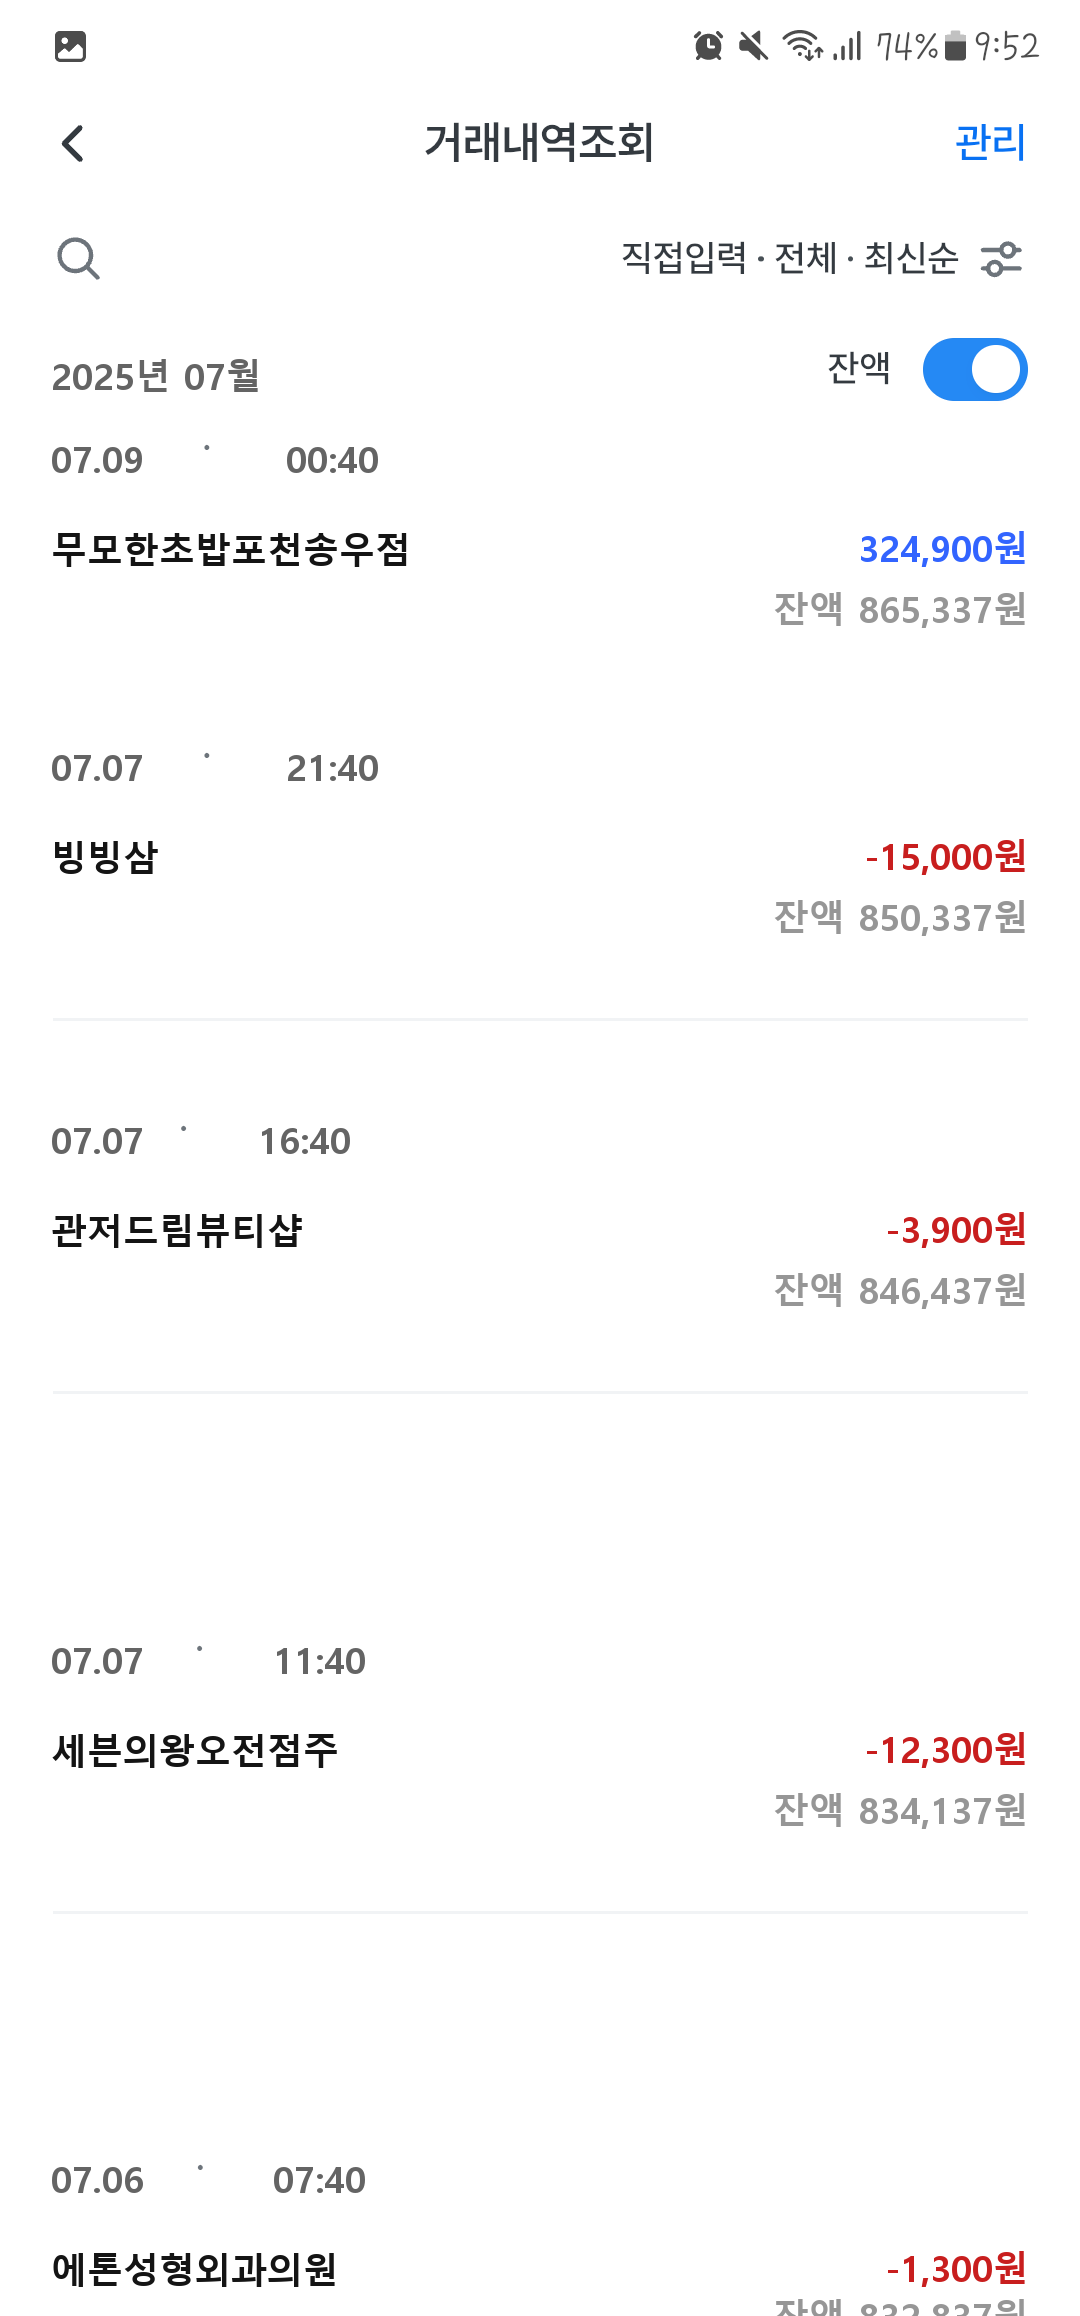 74% 9:52
거래내역조회 관리
직접입력 · 전체 · 최신순
2025년 07월 잔액
07.09 · 00:40
무모한초밥포천송우점 324,900원
잔액 865,337원
07.07 · 21:40
빙빙삼 -15,000원
잔액 850,337원
07.07 · 16:40
관저드림뷰티샵 -3,900원
잔액 846,437원
07.07 · 11:40
세븐의왕오전점주 -12,300원
잔액 834,137원
07.06 · 07:40
에톤성형외과의원 -1,300원
잔액 832,837원